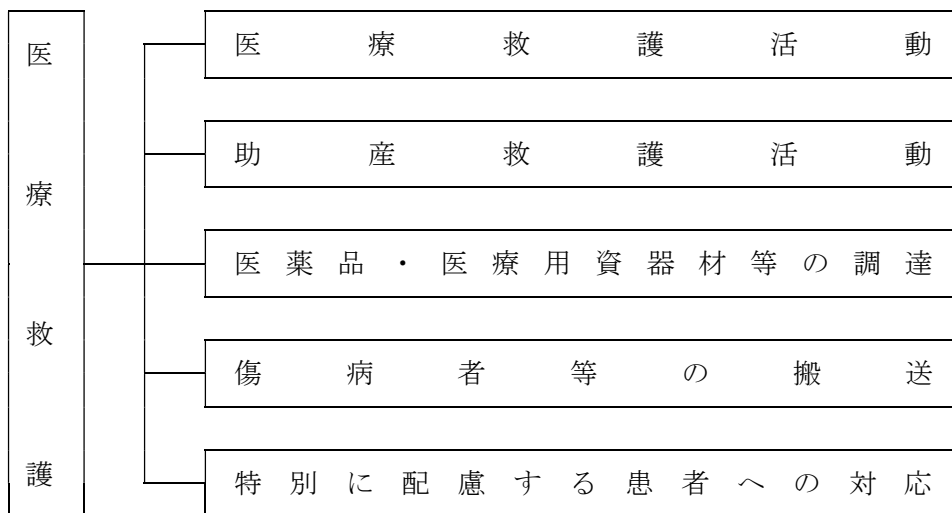 医療救護
医療救護活動
助産救護活動
医薬品・医療用資器材等の調達
傷病者等の搬送
特別に配慮する患者への対応